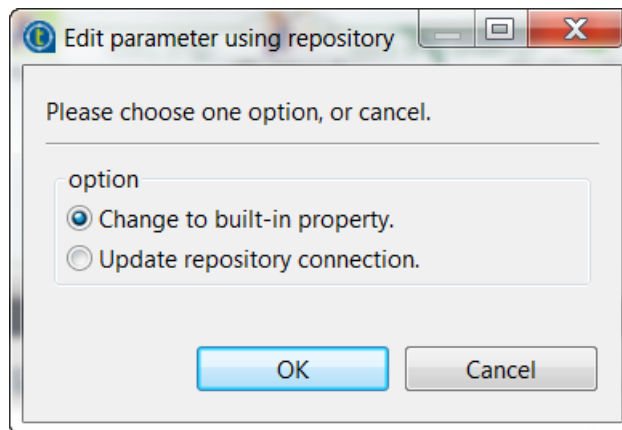 Edit parameter using repository
Please choose one option, or cancel.
option
Change to built-in property.
Update repository connection.
OK Cancel